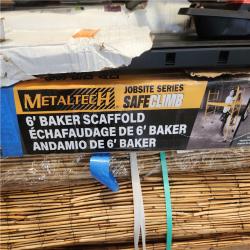 METALTECH
JOBSITE SERIES
SAFECLIMB
6' BAKER SCAFFOLD
ÉCHAFAUDAGE DE 6' BAKER
ANDAMIO DE 6' BAKER